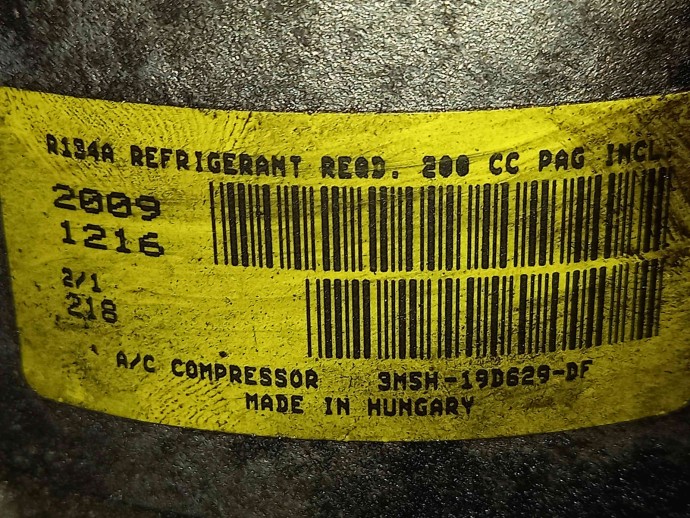 R134A REFRIGERANT REQD. 200 CC PAG INCL.
2009
1216
2/1
218
A/C COMPRESSOR 3M5H-19D629-DF
MADE IN HUNGARY